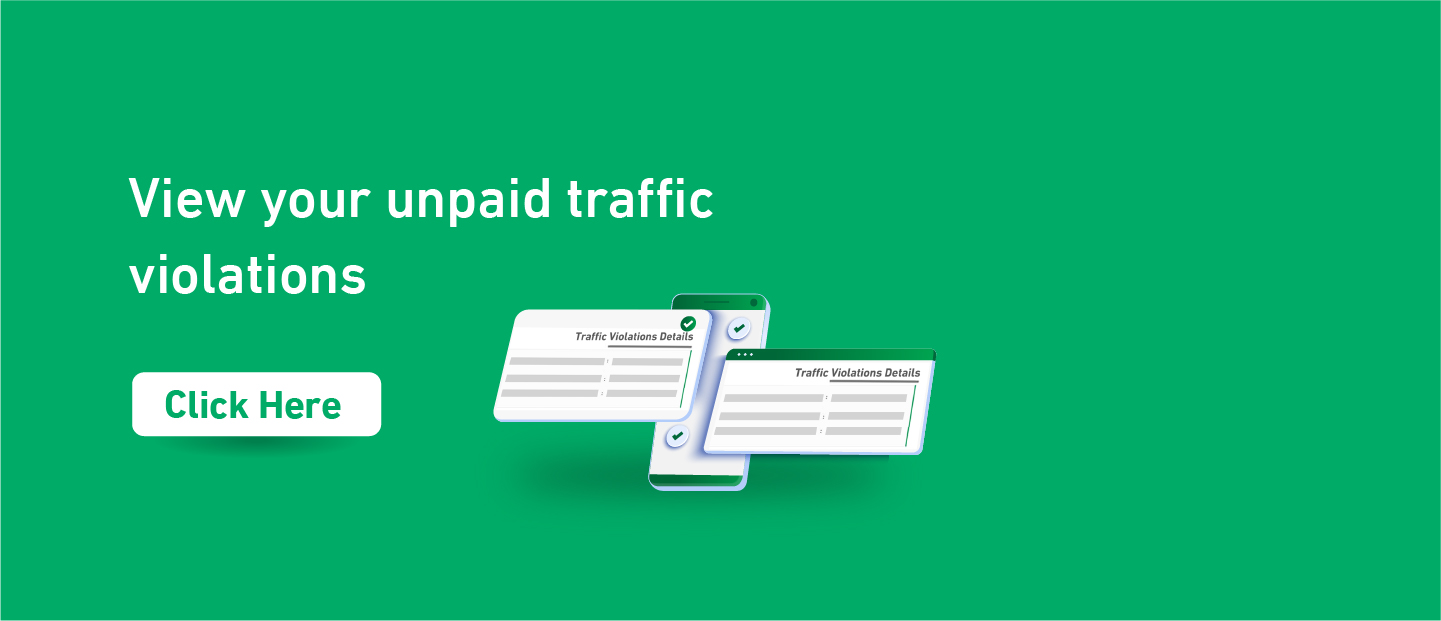 View your unpaid traffic
violations
Click Here
Traffic Violations Details
Traffic Violations Details